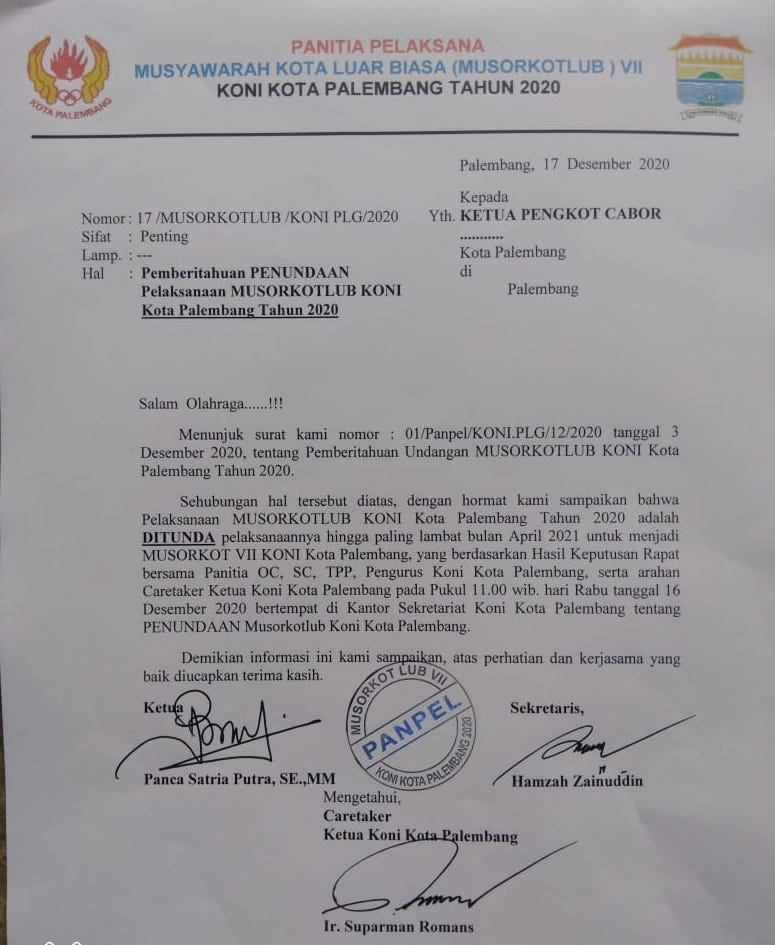 PANITIA PELAKSANA
MUSYAWARAH KOTA LUAR BIASA (MUSORKOTLUB ) VII
KONI KOTA PALEMBANG TAHUN 2020
KOTA PALEMBANG
Palembang, 17 Desember 2020
Kepada
Nomor : 17 /MUSORKOTLUB /KONI PLG/2020
Yth. KETUA PENGKOT CABOR
Sifat : Penting
...........
Lamp. : ---
Kota Palembang
Hal : Pemberitahuan PENUNDAAN
di
Pelaksanaan MUSORKOTLUB KONI
Palembang
Kota Palembang Tahun 2020
Salam Olahraga......!!!
Menunjuk surat kami nomor : 01/Panpel/KONI.PLG/12/2020 tanggal 3
Desember 2020, tentang Pemberitahuan Undangan MUSORKOTLUB KONI Kota
Palembang Tahun 2020.
Sehubungan hal tersebut diatas, dengan hormat kami sampaikan bahwa
Pelaksanaan MUSORKOTLUB KONI Kota Palembang Tahun 2020 adalah
DITUNDA pelaksanaannya hingga paling lambat bulan April 2021 untuk menjadi
MUSORKOT VII KONI Kota Palembang, yang berdasarkan Hasil Keputusan Rapat
bersama Panitia OC, SC, TPP, Pengurus Koni Kota Palembang, serta arahan
Caretaker Ketua Koni Kota Palembang pada Pukul 11.00 wib. hari Rabu tanggal 16
Desember 2020 bertempat di Kantor Sekretariat Koni Kota Palembang tentang
PENUNDAAN Musorkotlub Koni Kota Palembang.
Demikian informasi ini kami sampaikan, atas perhatian dan kerjasama yang
baik diucapkan terima kasih.
Ketua
Sekretaris,
MUSORKOT LUB VII
PANPEL
KONI KOTA PALEMBANG 2020
Panca Satria Putra, SE.,MM
Hamzah Zainuddin
Mengetahui,
Caretaker
Ketua Koni Kota Palembang
Ir. Suparman Romans